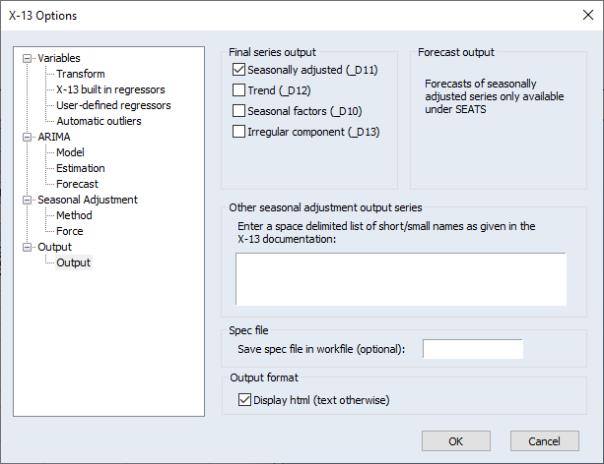 X-13 Options
Variables
Transform
X-13 built in regressors
User-defined regressors
Automatic outliers
ARIMA
Model
Estimation
Forecast
Seasonal Adjustment
Method
Force
Output
Output
Final series output
Seasonally adjusted (_D11)
Trend (_D12)
Seasonal factors (_D10)
Irregular component (_D13)
Forecast output
Forecasts of seasonally
adjusted series only available
under SEATS
Other seasonal adjustment output series
Enter a space delimited list of short/small names as given in the
X-13 documentation:
Spec file
Save spec file in workfile (optional):
Output format
Display html (text otherwise)
OK
Cancel